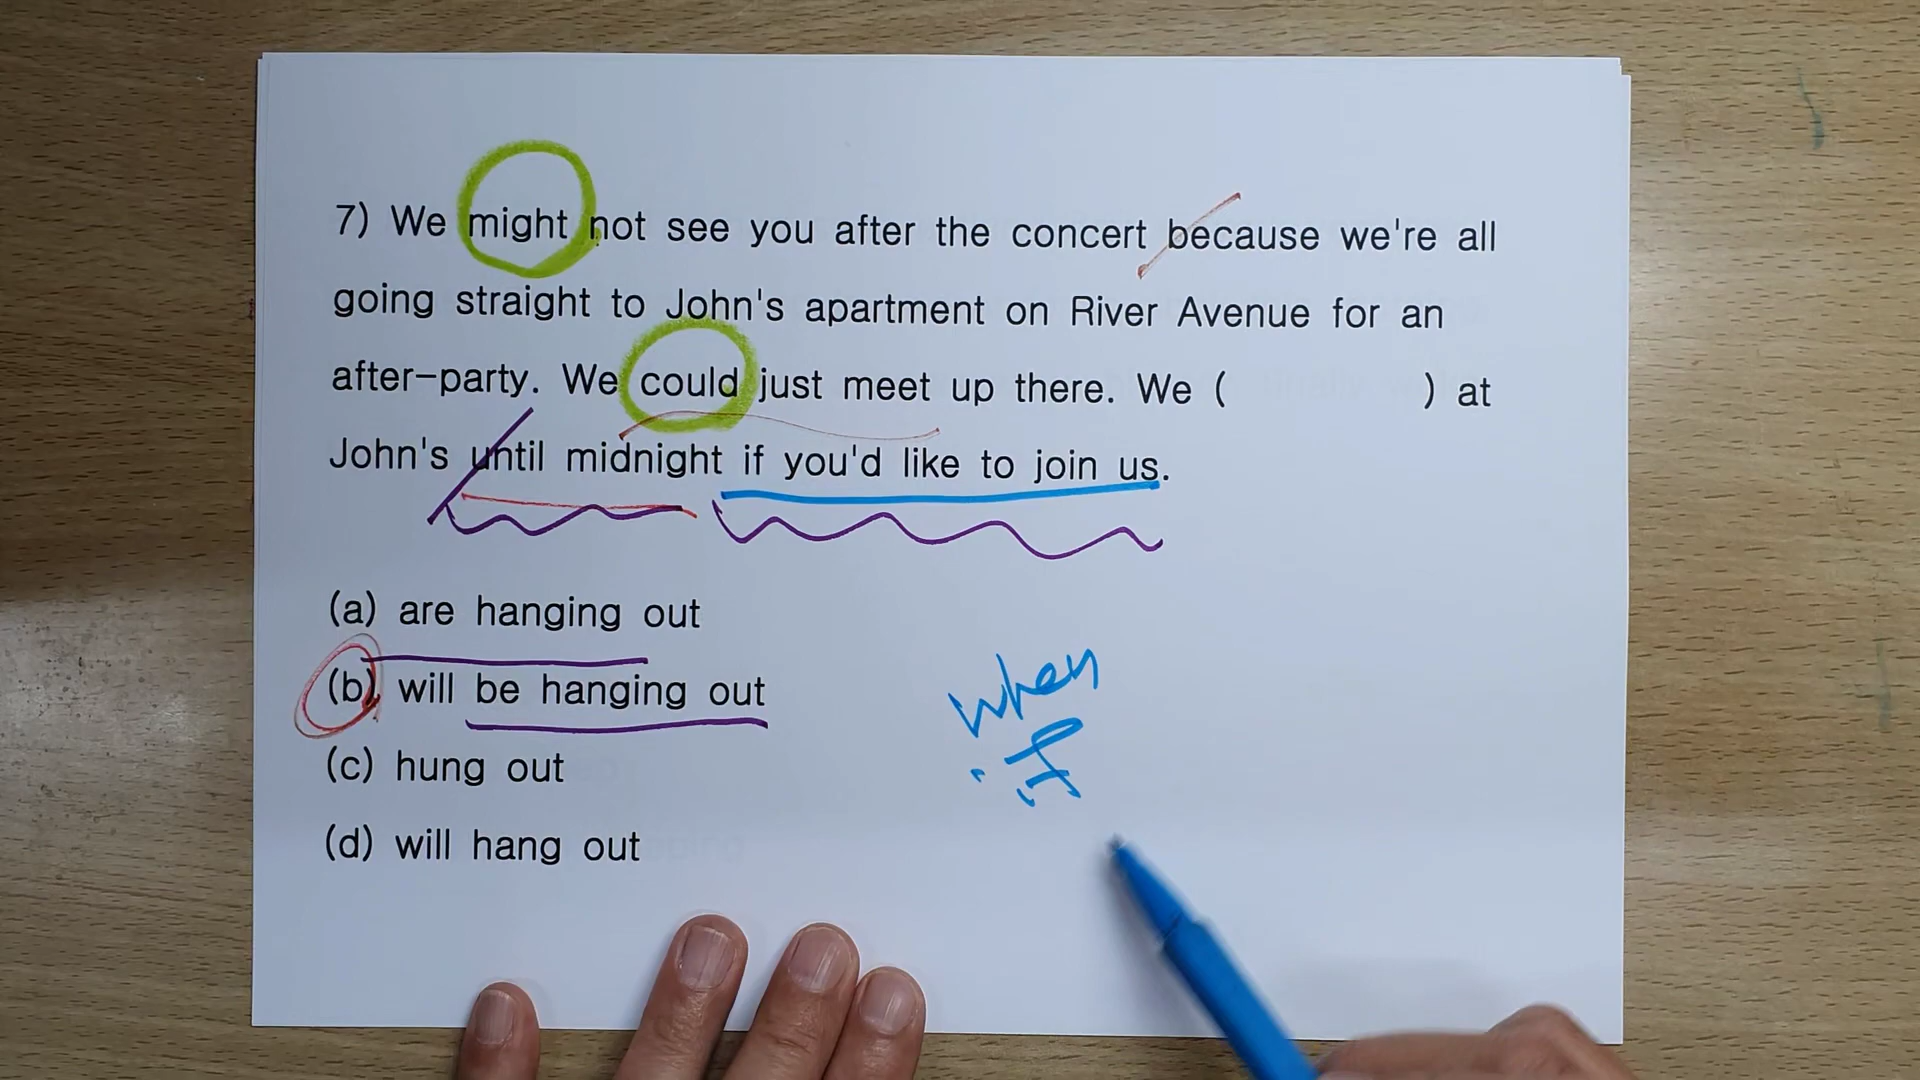 7) We might not see you after the concert because we're all
going straight to John's apartment on River Avenue for an
after-party. We could just meet up there. We ( ) at
John's until midnight if you'd like to join us.
(a) are hanging out
(b) will be hanging out
(c) hung out
(d) will hang out
when
if